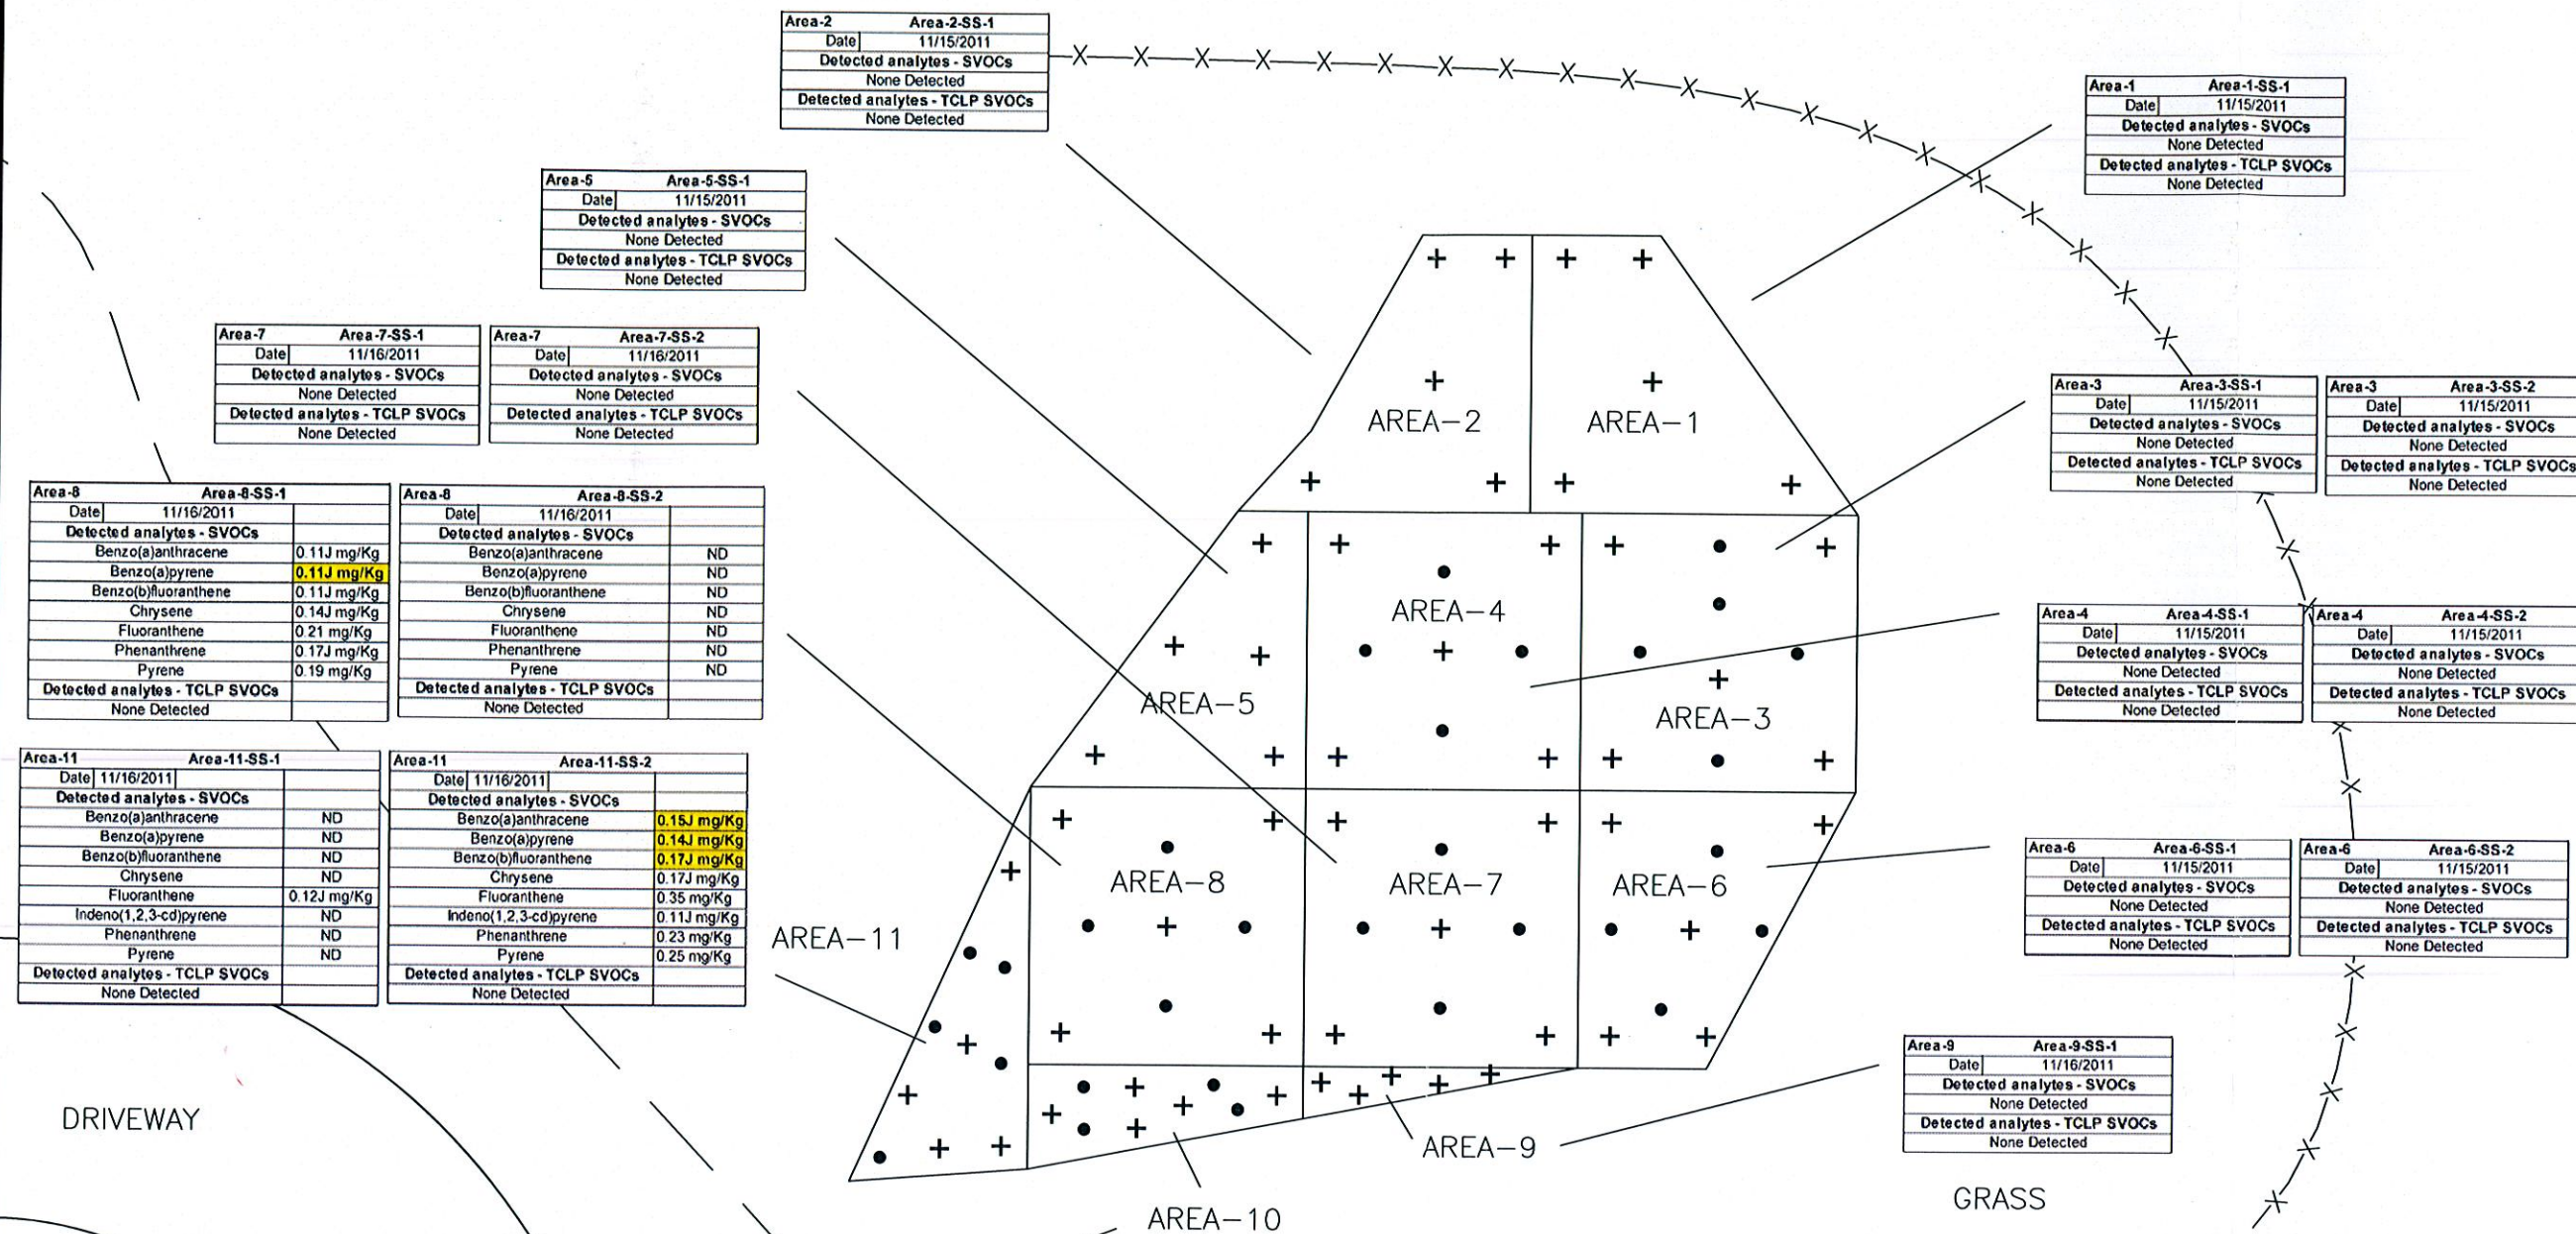 Area-2 Area-2-SS-1
Date 11/15/2011
Detected analytes - SVOCs
None Detected
Detected analytes - TCLP SVOCs
None Detected
Area-1 Area-1-SS-1
Date 11/15/2011
Detected analytes - SVOCs
None Detected
Detected analytes - TCLP SVOCs
None Detected
Area-5 Area-5-SS-1
Date 11/15/2011
Detected analytes - SVOCs
None Detected
Detected analytes - TCLP SVOCs
None Detected
Area-7 Area-7-SS-1
Date 11/16/2011
Detected analytes - SVOCs
None Detected
Detected analytes - TCLP SVOCs
None Detected
Area-7 Area-7-SS-2
Date 11/16/2011
Detected analytes - SVOCs
None Detected
Detected analytes - TCLP SVOCs
None Detected
Area-3 Area-3-SS-1
Date 11/15/2011
Detected analytes - SVOCs
None Detected
Detected analytes - TCLP SVOCs
None Detected
Area-3 Area-3-SS-2
Date 11/15/2011
Detected analytes - SVOCs
None Detected
Detected analytes - TCLP SVOCs
None Detected
Area-8 Area-8-SS-1
Date 11/16/2011
Detected analytes - SVOCs
Benzo(a)anthracene 0.11J mg/Kg
Benzo(a)pyrene 0.11J mg/Kg
Benzo(b)fluoranthene 0.11J mg/Kg
Chrysene 0.14J mg/Kg
Fluoranthene 0.21 mg/Kg
Phenanthrene 0.17J mg/Kg
Pyrene 0.19 mg/Kg
Detected analytes - TCLP SVOCs
None Detected
Area-8 Area-8-SS-2
Date 11/16/2011
Detected analytes - SVOCs
Benzo(a)anthracene ND
Benzo(a)pyrene ND
Benzo(b)fluoranthene ND
Chrysene ND
Fluoranthene ND
Phenanthrene ND
Pyrene ND
Detected analytes - TCLP SVOCs
None Detected
Area-4 Area-4-SS-1
Date 11/15/2011
Detected analytes - SVOCs
None Detected
Detected analytes - TCLP SVOCs
None Detected
Area-4 Area-4-SS-2
Date 11/15/2011
Detected analytes - SVOCs
None Detected
Detected analytes - TCLP SVOCs
None Detected
Area-11 Area-11-SS-1
Date 11/16/2011
Detected analytes - SVOCs
Benzo(a)anthracene ND
Benzo(a)pyrene ND
Benzo(b)fluoranthene ND
Chrysene ND
Fluoranthene 0.12J mg/Kg
Indeno(1,2,3-cd)pyrene ND
Phenanthrene ND
Pyrene ND
Detected analytes - TCLP SVOCs
None Detected
Area-11 Area-11-SS-2
Date 11/16/2011
Detected analytes - SVOCs
Benzo(a)anthracene 0.15J mg/Kg
Benzo(a)pyrene 0.14J mg/Kg
Benzo(b)fluoranthene 0.17J mg/Kg
Chrysene 0.17J mg/Kg
Fluoranthene 0.35 mg/Kg
Indeno(1,2,3-cd)pyrene 0.11J mg/Kg
Phenanthrene 0.23 mg/Kg
Pyrene 0.25 mg/Kg
Detected analytes - TCLP SVOCs
None Detected
Area-6 Area-6-SS-1
Date 11/15/2011
Detected analytes - SVOCs
None Detected
Detected analytes - TCLP SVOCs
None Detected
Area-6 Area-6-SS-2
Date 11/15/2011
Detected analytes - SVOCs
None Detected
Detected analytes - TCLP SVOCs
None Detected
Area-9 Area-9-SS-1
Date 11/16/2011
Detected analytes - SVOCs
None Detected
Detected analytes - TCLP SVOCs
None Detected
AREA-2 AREA-1
AREA-4
AREA-5 AREA-3
AREA-8 AREA-7 AREA-6
AREA-11
DRIVEWAY
AREA-9
AREA-10
GRASS